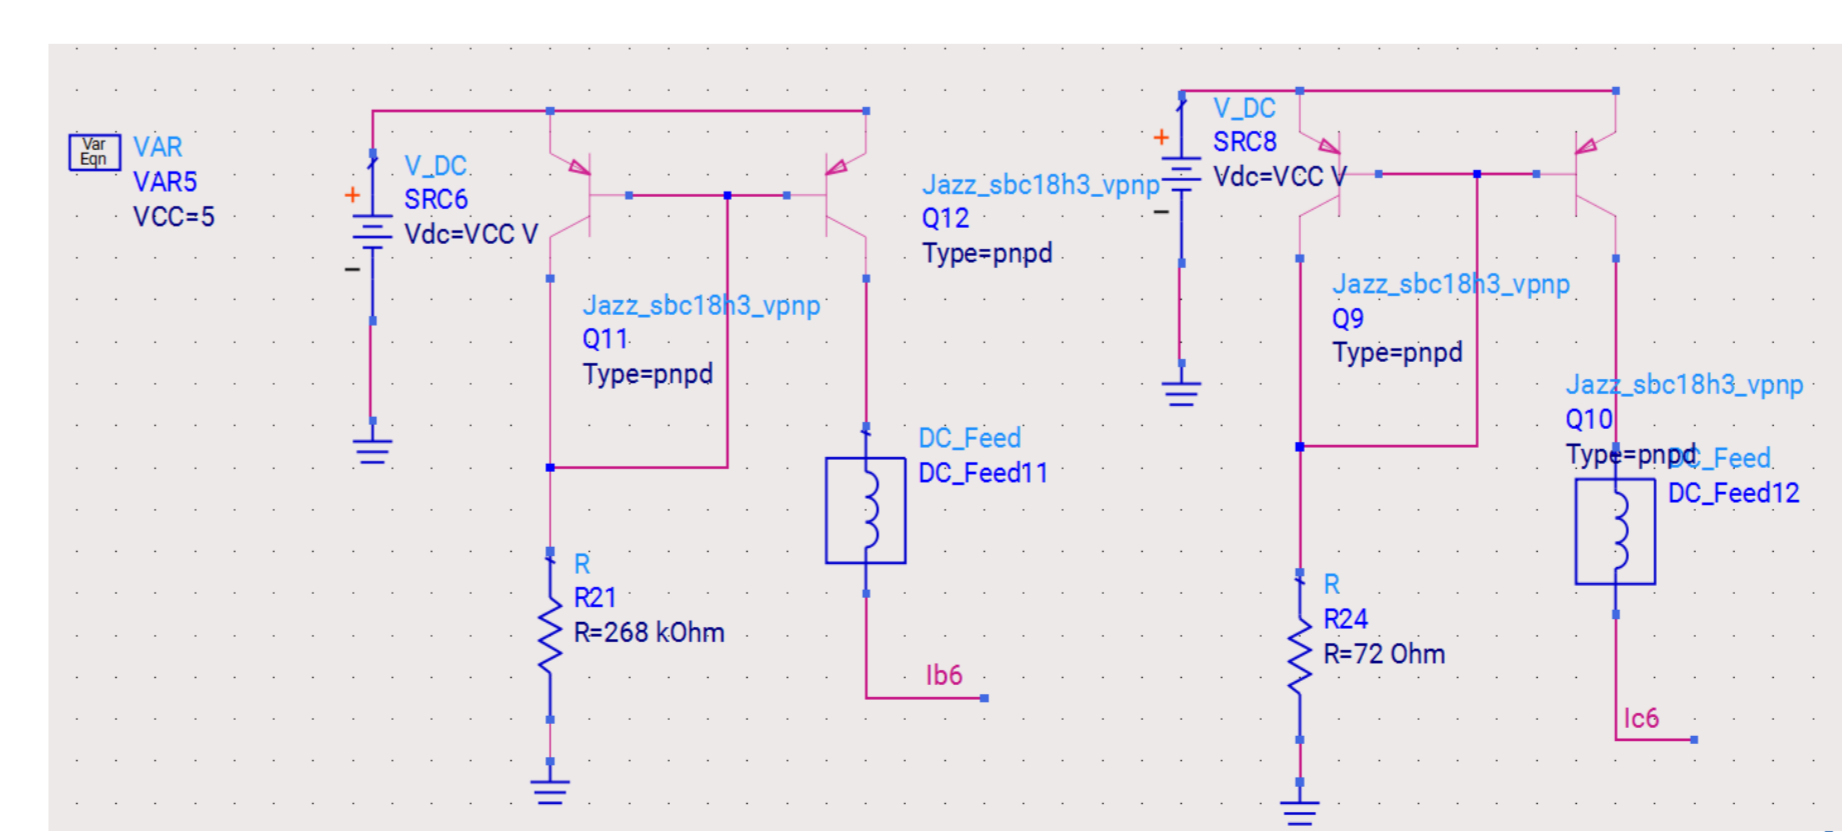 Var
Eqn
VAR
VAR5
VCC=5
+
V_DC
SRC6
Vdc=VCC V
−
Jazz_sbc18h3_vpnp
Q11
Type=pnpd
Jazz_sbc18h3_vpnp
Q12
Type=pnpd
DC_Feed
DC_Feed11
R
R21
R=268 kOhm
Ib6
+
V_DC
SRC8
Vdc=VCC V
−
Jazz_sbc18h3_vpnp
Q9
Type=pnpd
Jazz_sbc18h3_vpnp
Q10
Type=pnpd
DC_Feed
DC_Feed12
R
R24
R=72 Ohm
Ic6